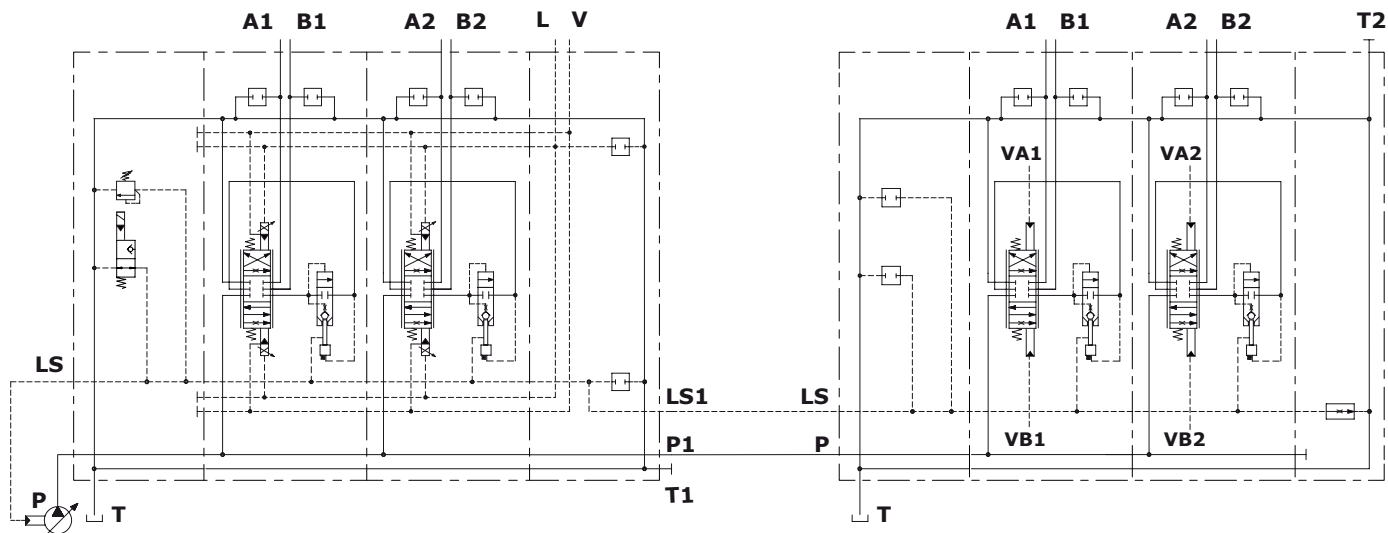 A1 B1 A2 B2 L V A1 B1 A2 B2 T2
VA1 VA2
LS LS1 LS
VB1 VB2
P1 P
P T1
T T